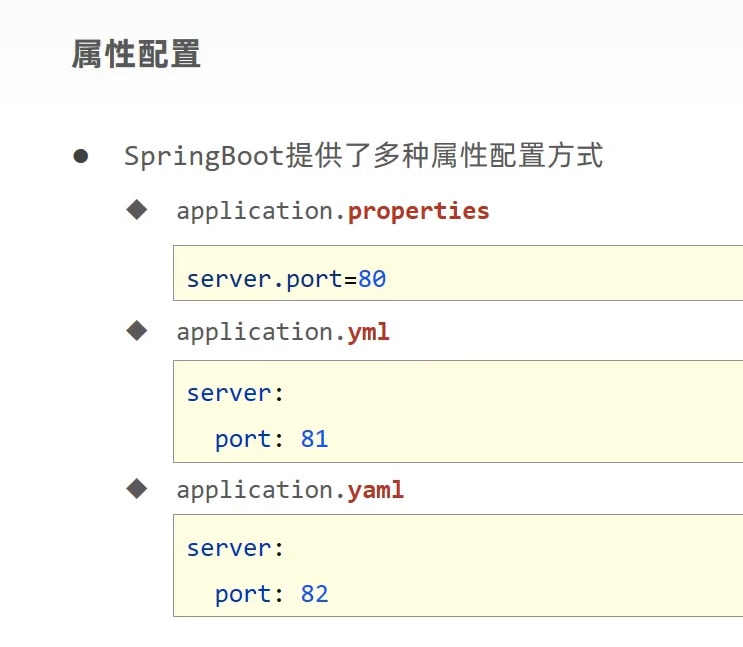 属性配置
SpringBoot提供了多种属性配置方式
application.properties
server.port=80
application.yml
server:
  port: 81
application.yaml
server:
  port: 82